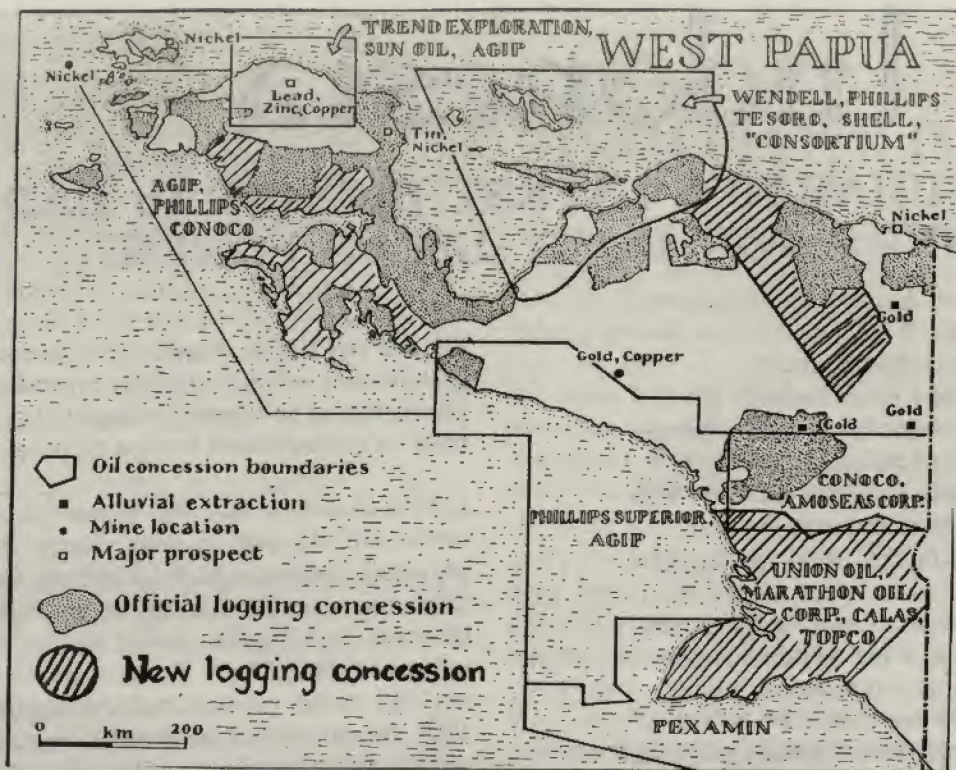 WEST PAPUA
TREND EXPLORATION,
SUN OIL, AGIP
Nickel
Nickel
Lead,
Zinc, Copper
Tin,
Nickel
WENDELL, PHILLIPS
TESORO, SHELL,
"CONSORTIUM"
AGIP,
PHILLIPS
CONOCO
Nickel
Gold
Gold, Copper
Gold
Gold
CONOCO,
AMOSEAS CORP.
PHILLIPS SUPERIOR,
AGIP
UNION OIL,
MARATHON OIL
CORP., CALAS,
TOPCO
PEXAMIN
Oil concession boundaries
Alluvial extraction
Mine location
Major prospect
Official logging concession
New logging concession
0 km 200